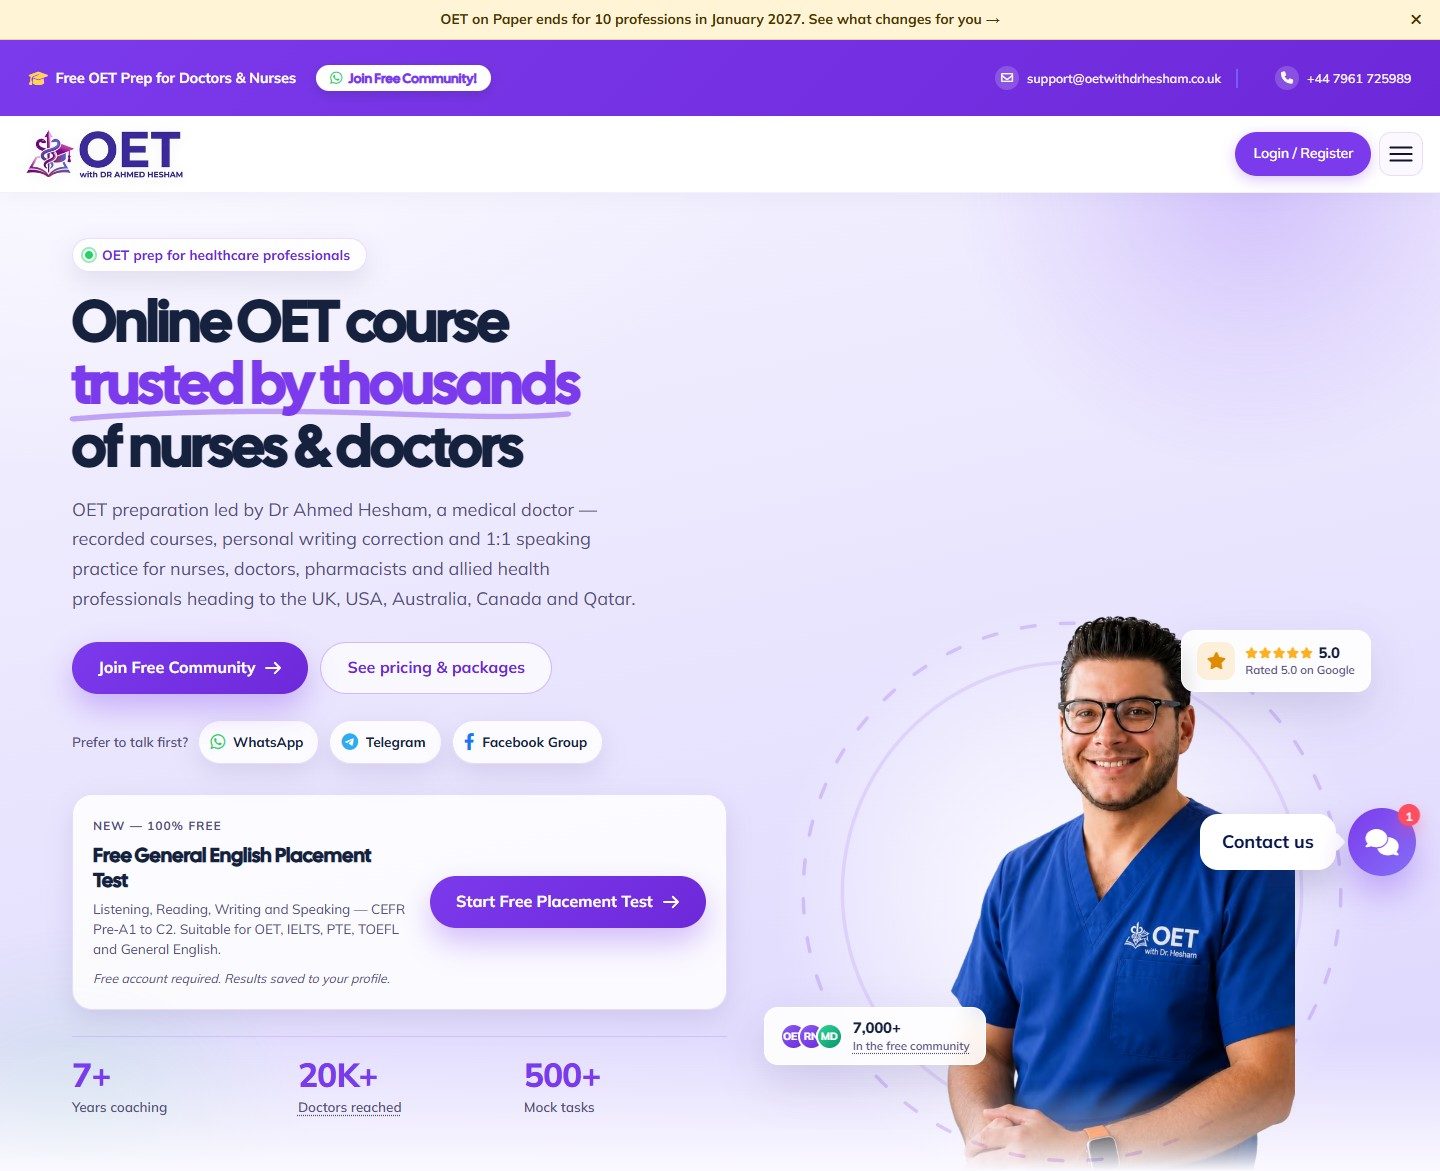 OET on Paper ends for 10 professions in January 2027. See what changes for you →
Free OET Prep for Doctors & Nurses
Join Free Community!
support@oetwithdrhesham.co.uk
+44 7961 725989
OET
with DR AHMED HESHAM
Login / Register
OET prep for healthcare professionals
Online OET course
trusted by thousands
of nurses & doctors
OET preparation led by Dr Ahmed Hesham, a medical doctor —
recorded courses, personal writing correction and 1:1 speaking
practice for nurses, doctors, pharmacists and allied health
professionals heading to the UK, USA, Australia, Canada and Qatar.
Join Free Community →
See pricing & packages
Prefer to talk first?
WhatsApp
Telegram
Facebook Group
NEW — 100% FREE
Free General English Placement
Test
Listening, Reading, Writing and Speaking — CEFR
Pre-A1 to C2. Suitable for OET, IELTS, PTE, TOEFL
and General English.
Free account required. Results saved to your profile.
Start Free Placement Test →
7+
Years coaching
20K+
Doctors reached
500+
Mock tasks
5.0
Rated 5.0 on Google
Contact us
1
OET
with Dr. Hesham
OE
RN
MD
7,000+
In the free community